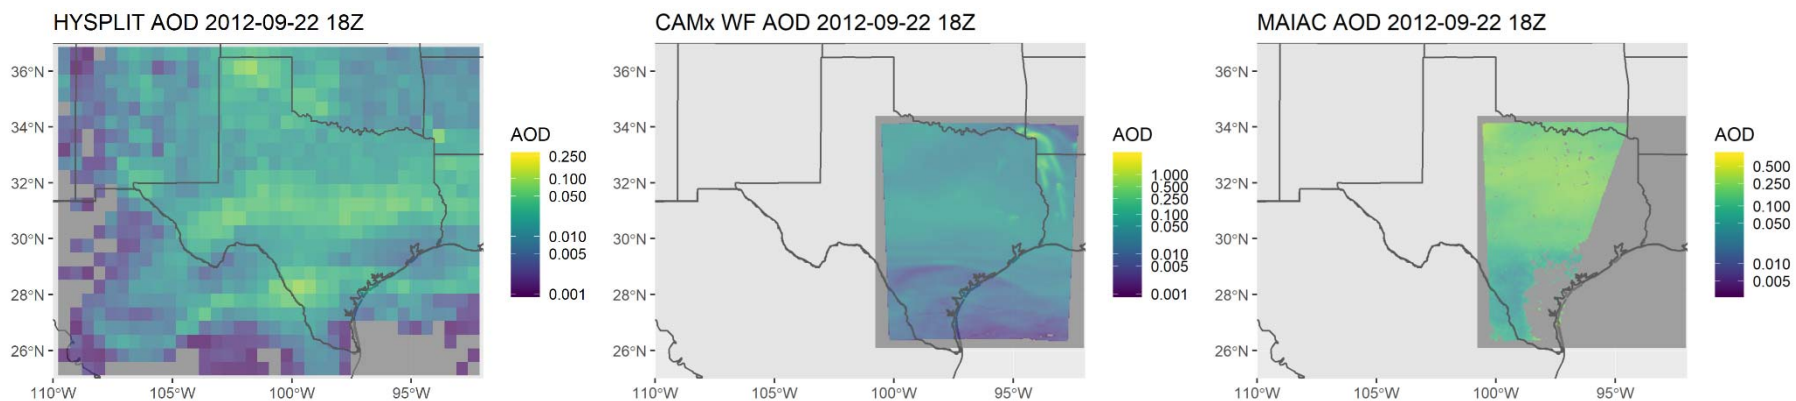 HYSPLIT AOD 2012-09-22 18Z
36°N
34°N
32°N
30°N
28°N
26°N
110°W
105°W
100°W
95°W
AOD
0.250
0.100
0.050
0.010
0.005
0.001
CAMx WF AOD 2012-09-22 18Z
36°N
34°N
32°N
30°N
28°N
26°N
110°W
105°W
100°W
95°W
AOD
1.000
0.500
0.250
0.100
0.050
0.010
0.005
0.001
MAIAC AOD 2012-09-22 18Z
36°N
34°N
32°N
30°N
28°N
26°N
110°W
105°W
100°W
95°W
AOD
0.500
0.250
0.100
0.050
0.010
0.005